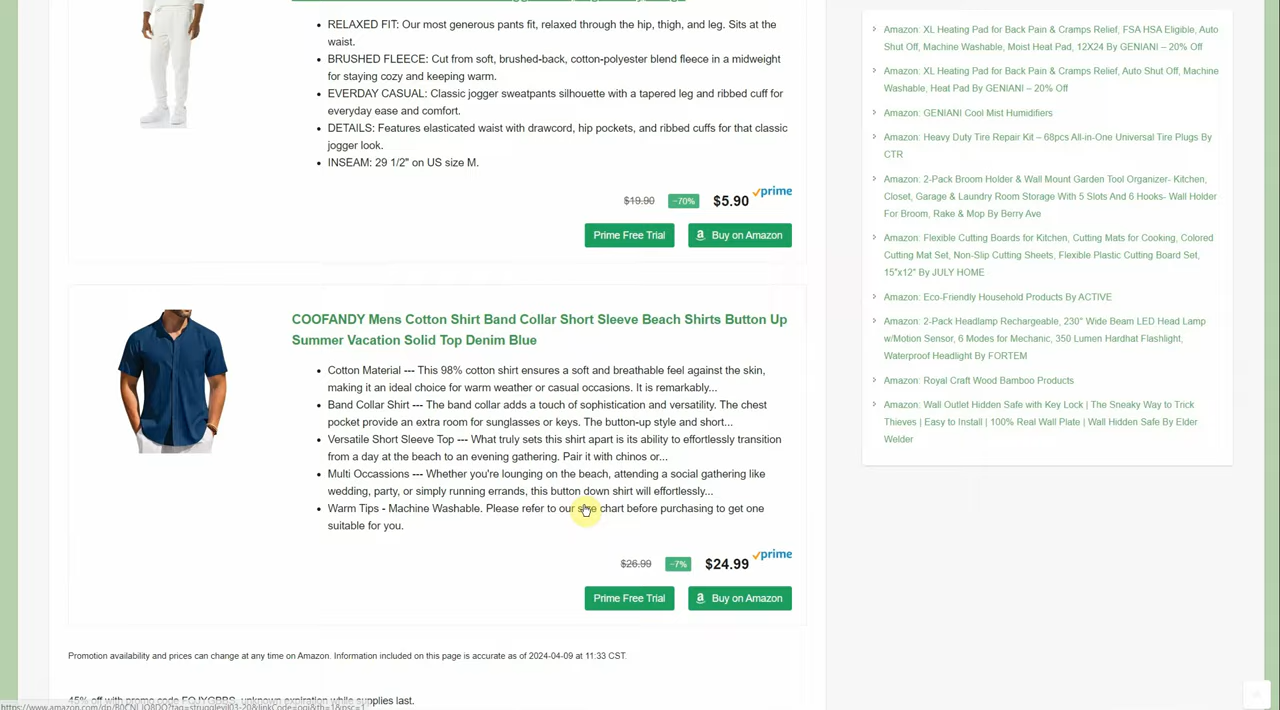 RELAXED FIT: Our most generous pants fit, relaxed through the hip, thigh, and leg. Sits at the
waist.
BRUSHED FLEECE: Cut from soft, brushed-back, cotton-polyester blend fleece in a midweight
for staying cozy and keeping warm.
EVERYDAY CASUAL: Classic jogger sweatpants silhouette with a tapered leg and ribbed cuff for
everyday ease and comfort.
DETAILS: Features elasticated waist with drawcord, hip pockets, and ribbed cuffs for that classic
jogger look.
INSEAM: 29 1/2" on US size M.
$19.90 −70% $5.90 prime
Prime Free Trial Buy on Amazon
COOFANDY Mens Cotton Shirt Band Collar Short Sleeve Beach Shirts Button Up
Summer Vacation Solid Top Denim Blue
Cotton Material --- This 98% cotton shirt ensures a soft and breathable feel against the skin,
making it an ideal choice for warm weather or casual occasions. It is remarkably...
Band Collar Shirt --- The band collar adds a touch of sophistication and versatility. The chest
pocket provide an extra room for sunglasses or keys. The button-up style and short...
Versatile Short Sleeve Top --- What truly sets this shirt apart is its ability to effortlessly transition
from a day at the beach to an evening gathering. Pair it with chinos or...
Multi Occassions --- Whether you're lounging on the beach, attending a social gathering like
wedding, party, or simply running errands, this button down shirt will effortlessly...
Warm Tips - Machine Washable. Please refer to our size chart before purchasing to get one
suitable for you.
$26.99 −7% $24.99 prime
Prime Free Trial Buy on Amazon
Promotion availability and prices can change at any time on Amazon. Information included on this page is accurate as of 2024-04-09 at 11:33 CST.
45% off with promo code unknown expiration while supplies last.
Amazon: XL Heating Pad for Back Pain & Cramps Relief, FSA HSA Eligible, Auto
Shut Off, Machine Washable, Moist Heat Pad, 12X24 By GENIANI – 20% Off
Amazon: XL Heating Pad for Back Pain & Cramps Relief, Auto Shut Off, Machine
Washable, Heat Pad By GENIANI – 20% Off
Amazon: GENIANI Cool Mist Humidifiers
Amazon: Heavy Duty Tire Repair Kit – 68pcs All-in-One Universal Tire Plugs By
CTR
Amazon: 2-Pack Broom Holder & Wall Mount Garden Tool Organizer- Kitchen,
Closet, Garage & Laundry Room Storage With 5 Slots And 6 Hooks- Wall Holder
For Broom, Rake & Mop By Berry Ave
Amazon: Flexible Cutting Boards for Kitchen, Cutting Mats for Cooking, Colored
Cutting Mat Set, Non-Slip Cutting Sheets, Flexible Plastic Cutting Board Set,
15"x12" By JULY HOME
Amazon: Eco-Friendly Household Products By ACTIVE
Amazon: 2-Pack Headlamp Rechargeable, 230° Wide Beam LED Head Lamp
w/Motion Sensor, 6 Modes for Mechanic, 350 Lumen Hardhat Flashlight,
Waterproof Headlight By FORTEM
Amazon: Royal Craft Wood Bamboo Products
Amazon: Wall Outlet Hidden Safe with Key Lock | The Sneaky Way to Trick
Thieves | Easy to Install | 100% Real Wall Plate | Wall Hidden Safe By Elder
Welder